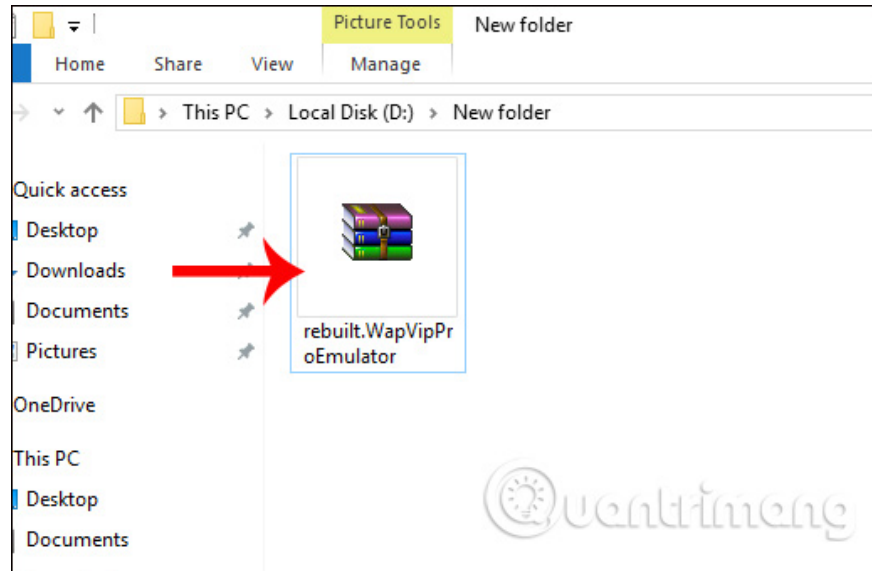 Picture Tools
New folder
Home
Share
View
Manage
This PC
Local Disk (D:)
New folder
Quick access
Desktop
Downloads
Documents
Pictures
OneDrive
This PC
Desktop
Documents
rebuilt.WapVipPr
oEmulator
Quantrimang